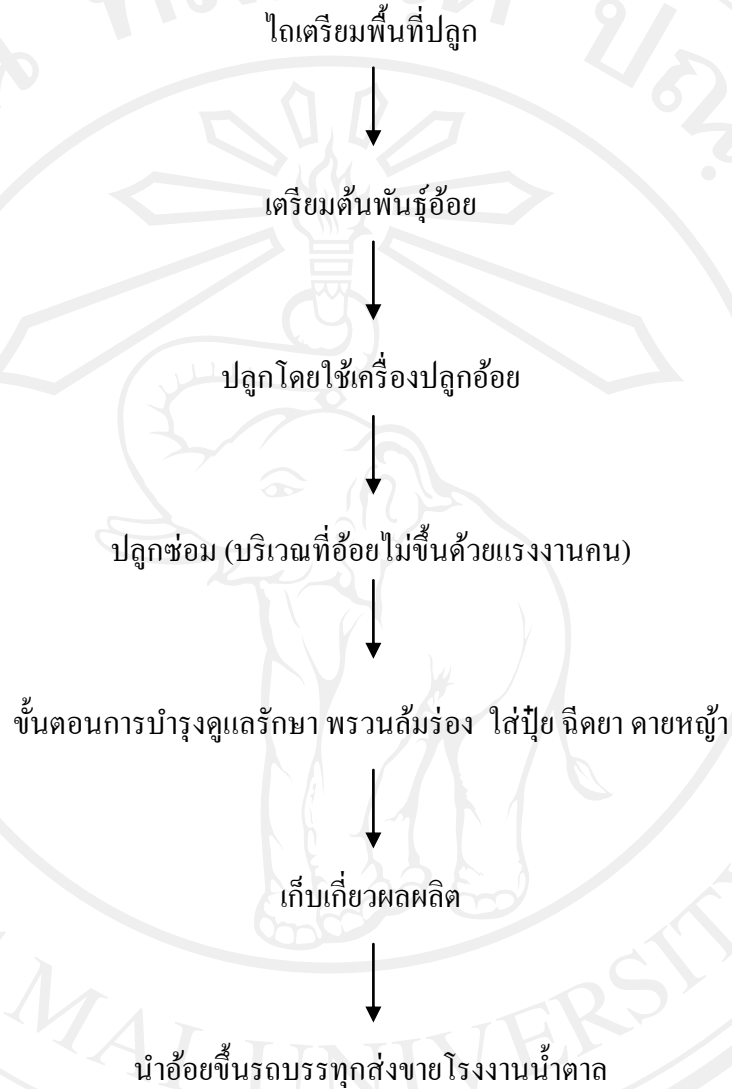 ไถเตรียมพื้นที่ปลูก
เตรียมต้นพันธุ์อ้อย
ปลูกโดยใช้เครื่องปลูกอ้อย
ปลูกซ่อม (บริเวณที่อ้อยไม่ขึ้นด้วยแรงงานคน)
ขั้นตอนการบำรุงดูแลรักษา พรวนล้มร่อง ใส่ปุ๋ย ฉีดยา ดายหญ้า
เก็บเกี่ยวผลผลิต
นำอ้อยขึ้นรถบรรทุกส่งขายโรงงานน้ำตาล